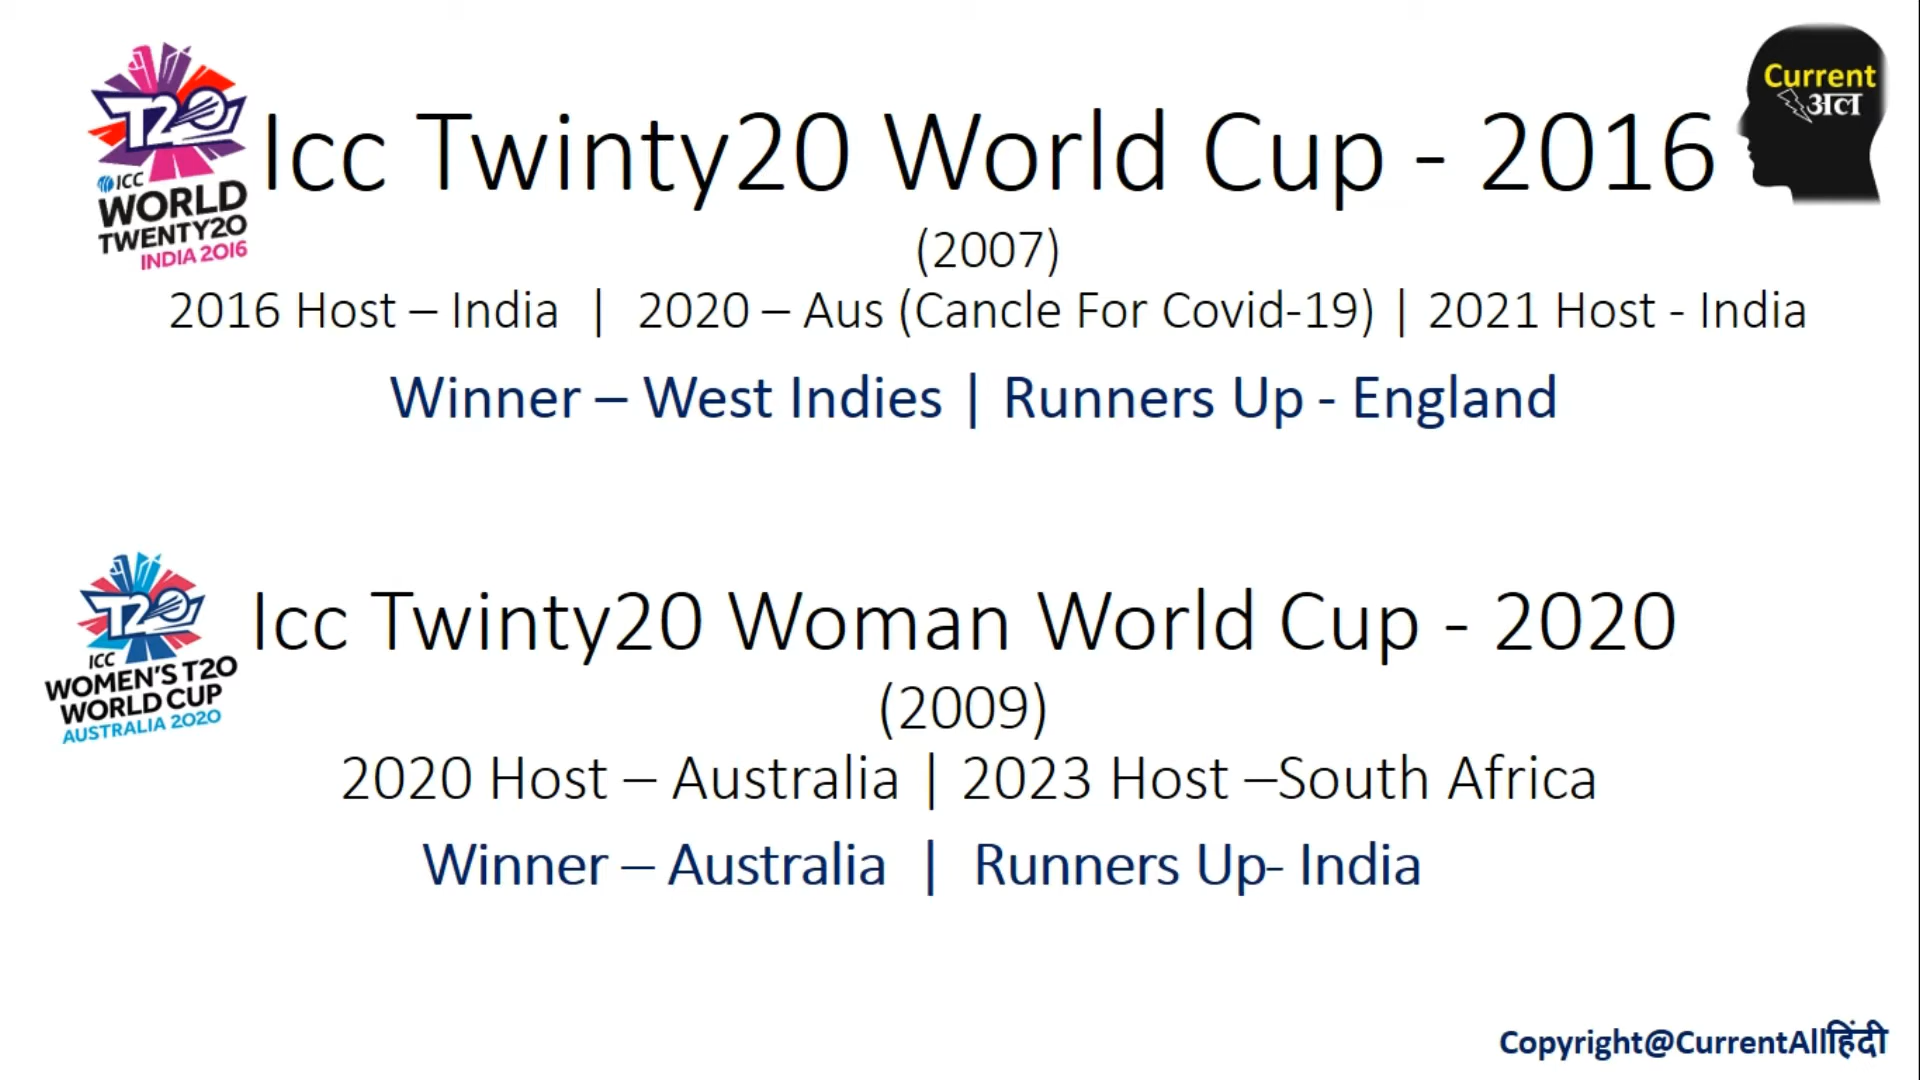 Icc Twinty20 World Cup - 2016
(2007)
2016 Host – India | 2020 – Aus (Cancle For Covid-19) | 2021 Host - India
Winner – West Indies | Runners Up - England
T20
ICC
WORLD
TWENTY20
INDIA 2016
Current
अल
Icc Twinty20 Woman World Cup - 2020
(2009)
2020 Host – Australia | 2023 Host –South Africa
Winner – Australia | Runners Up- India
T20
ICC
WOMEN'S T20
WORLD CUP
AUSTRALIA 2020
Copyright@CurrentAllहिंदी